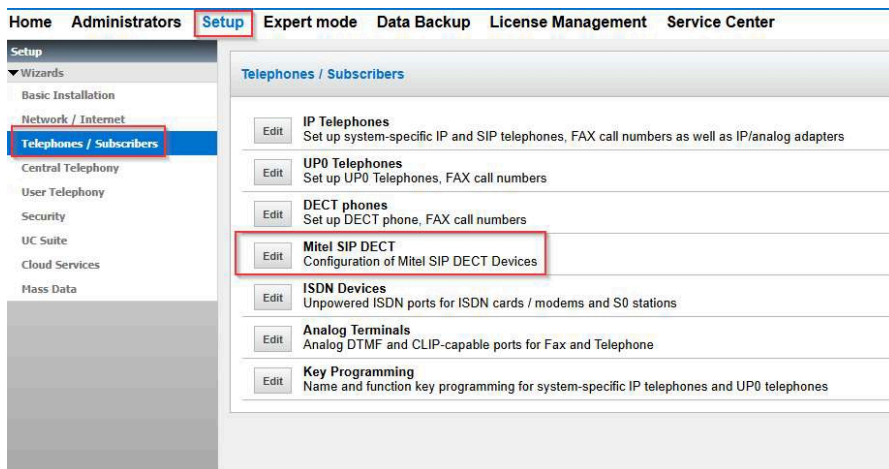 Home Administrators Setup Expert mode Data Backup License Management Service Center
Setup
Wizards
Basic Installation
Network / Internet
Telephones / Subscribers
Central Telephony
User Telephony
Security
UC Suite
Cloud Services
Mass Data
Telephones / Subscribers
Edit
IP Telephones
Set up system-specific IP and SIP telephones, FAX call numbers as well as IP/analog adapters
Edit
UP0 Telephones
Set up UP0 Telephones, FAX call numbers
Edit
DECT phones
Set up DECT phone, FAX call numbers
Edit
Mitel SIP DECT
Configuration of Mitel SIP DECT Devices
Edit
ISDN Devices
Unpowered ISDN ports for ISDN cards / modems and S0 stations
Edit
Analog Terminals
Analog DTMF and CLIP-capable ports for Fax and Telephone
Edit
Key Programming
Name and function key programming for system-specific IP telephones and UP0 telephones